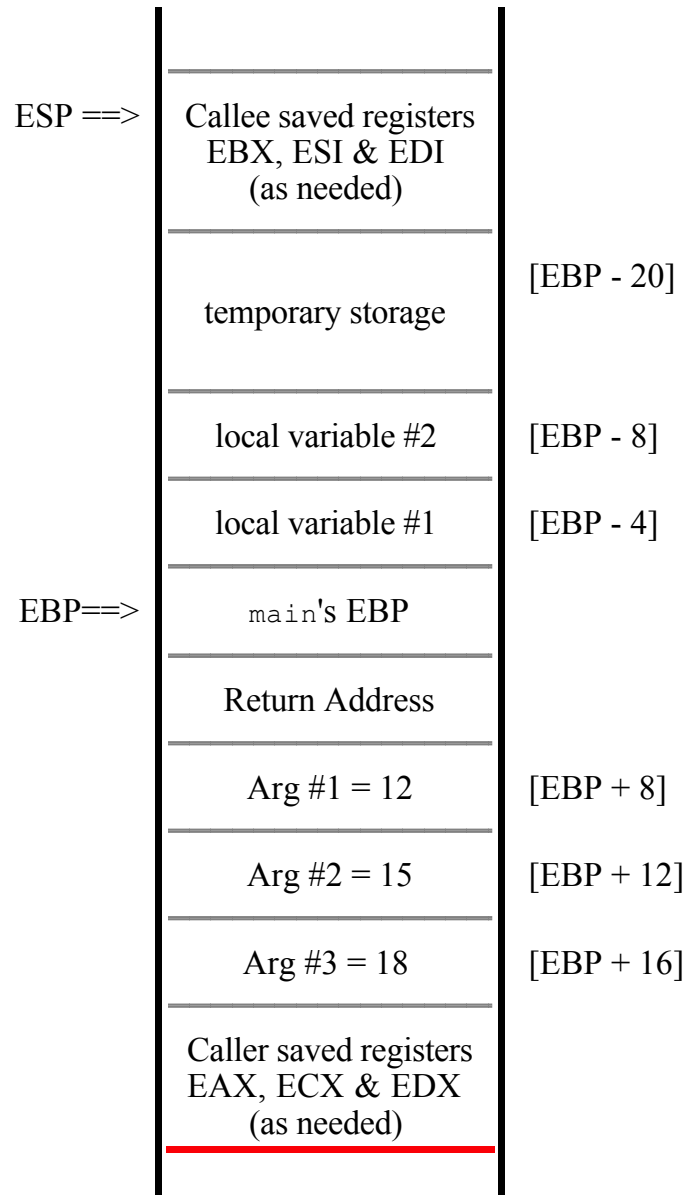 ESP ==>
Callee saved registers
EBX, ESI & EDI
(as needed)
[EBP - 20]
temporary storage
local variable #2
[EBP - 8]
local variable #1
[EBP - 4]
EBP==>
main's EBP
Return Address
Arg #1 = 12
[EBP + 8]
Arg #2 = 15
[EBP + 12]
Arg #3 = 18
[EBP + 16]
Caller saved registers
EAX, ECX & EDX
(as needed)